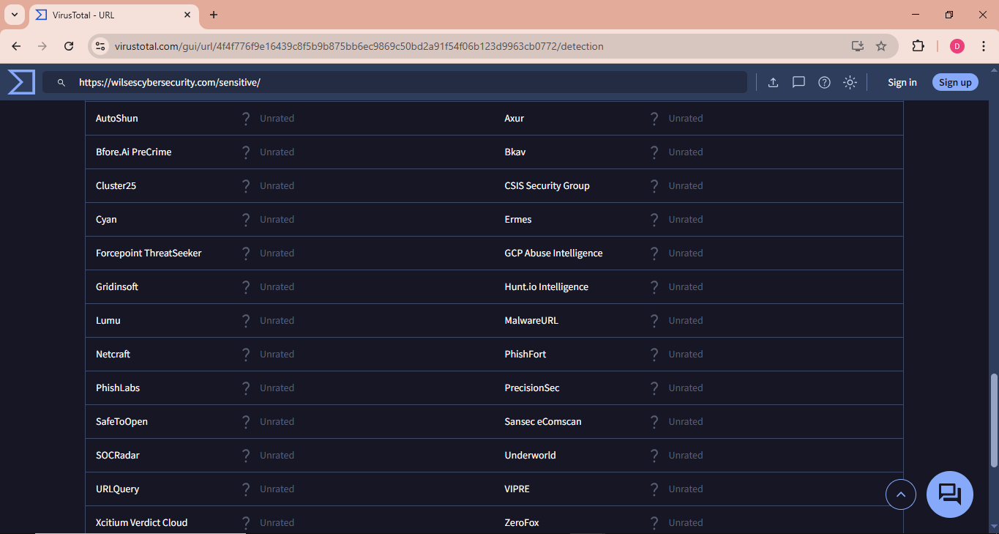 VirusTotal - URL
virustotal.com/gui/url/4f4f776f9e16439c8f5b9b875bb6ec9869c50bd2a91f54f06b123d9963cb0772/detection
D
https://wilsescybersecurity.com/sensitive/
Sign in
Sign up
AutoShun ? Unrated Axur ? Unrated
Bfore.Ai PreCrime ? Unrated Bkav ? Unrated
Cluster25 ? Unrated CSIS Security Group ? Unrated
Cyan ? Unrated Ermes ? Unrated
Forcepoint ThreatSeeker ? Unrated GCP Abuse Intelligence ? Unrated
Gridinsoft ? Unrated Hunt.io Intelligence ? Unrated
Lumu ? Unrated MalwareURL ? Unrated
Netcraft ? Unrated PhishFort ? Unrated
PhishLabs ? Unrated PrecisionSec ? Unrated
SafeToOpen ? Unrated Sansec eComscan ? Unrated
SOCRadar ? Unrated Underworld ? Unrated
URLQuery ? Unrated VIPRE ? Unrated
Xcitium Verdict Cloud ? Unrated ZeroFox ? Unrated